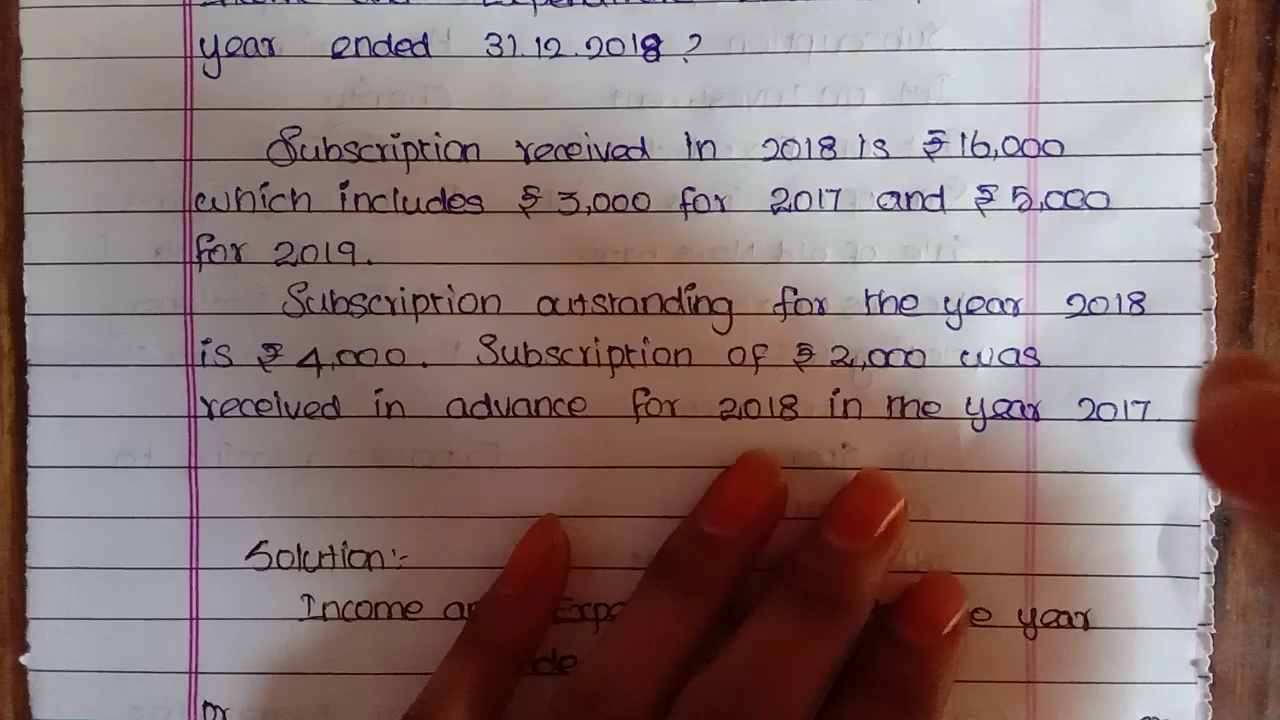 year ended 31.12.2018 ?
Subscription received in 2018 is ₹ 16,000
which includes ₹ 3,000 for 2017 and ₹ 5,000
for 2019.
Subscription outstanding for the year 2018
is ₹ 4,000. Subscription of ₹ 2,000 was
received in advance for 2018 in the year 2017
Solution:-
Income year
Dr